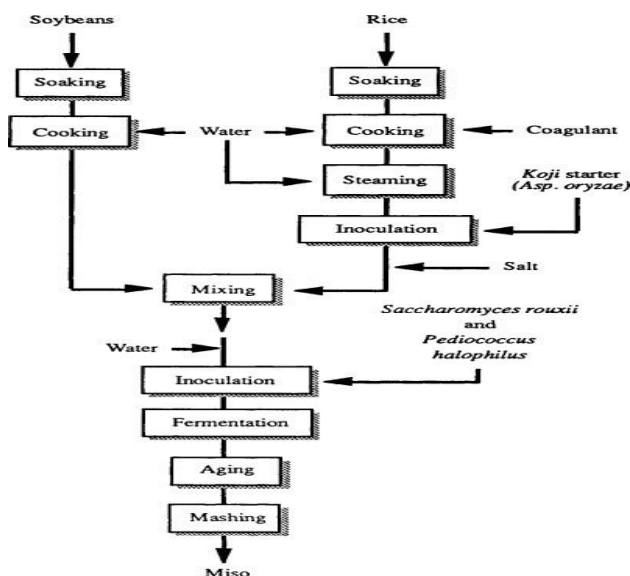 Soybeans
Rice
Soaking
Soaking
Cooking
Water
Cooking
Coagulant
Steaming
Koji starter
(Asp. oryzae)
Inoculation
Salt
Mixing
Saccharomyces rouxii
and
Pediococcus
halophilus
Water
Inoculation
Fermentation
Aging
Mashing
Miso